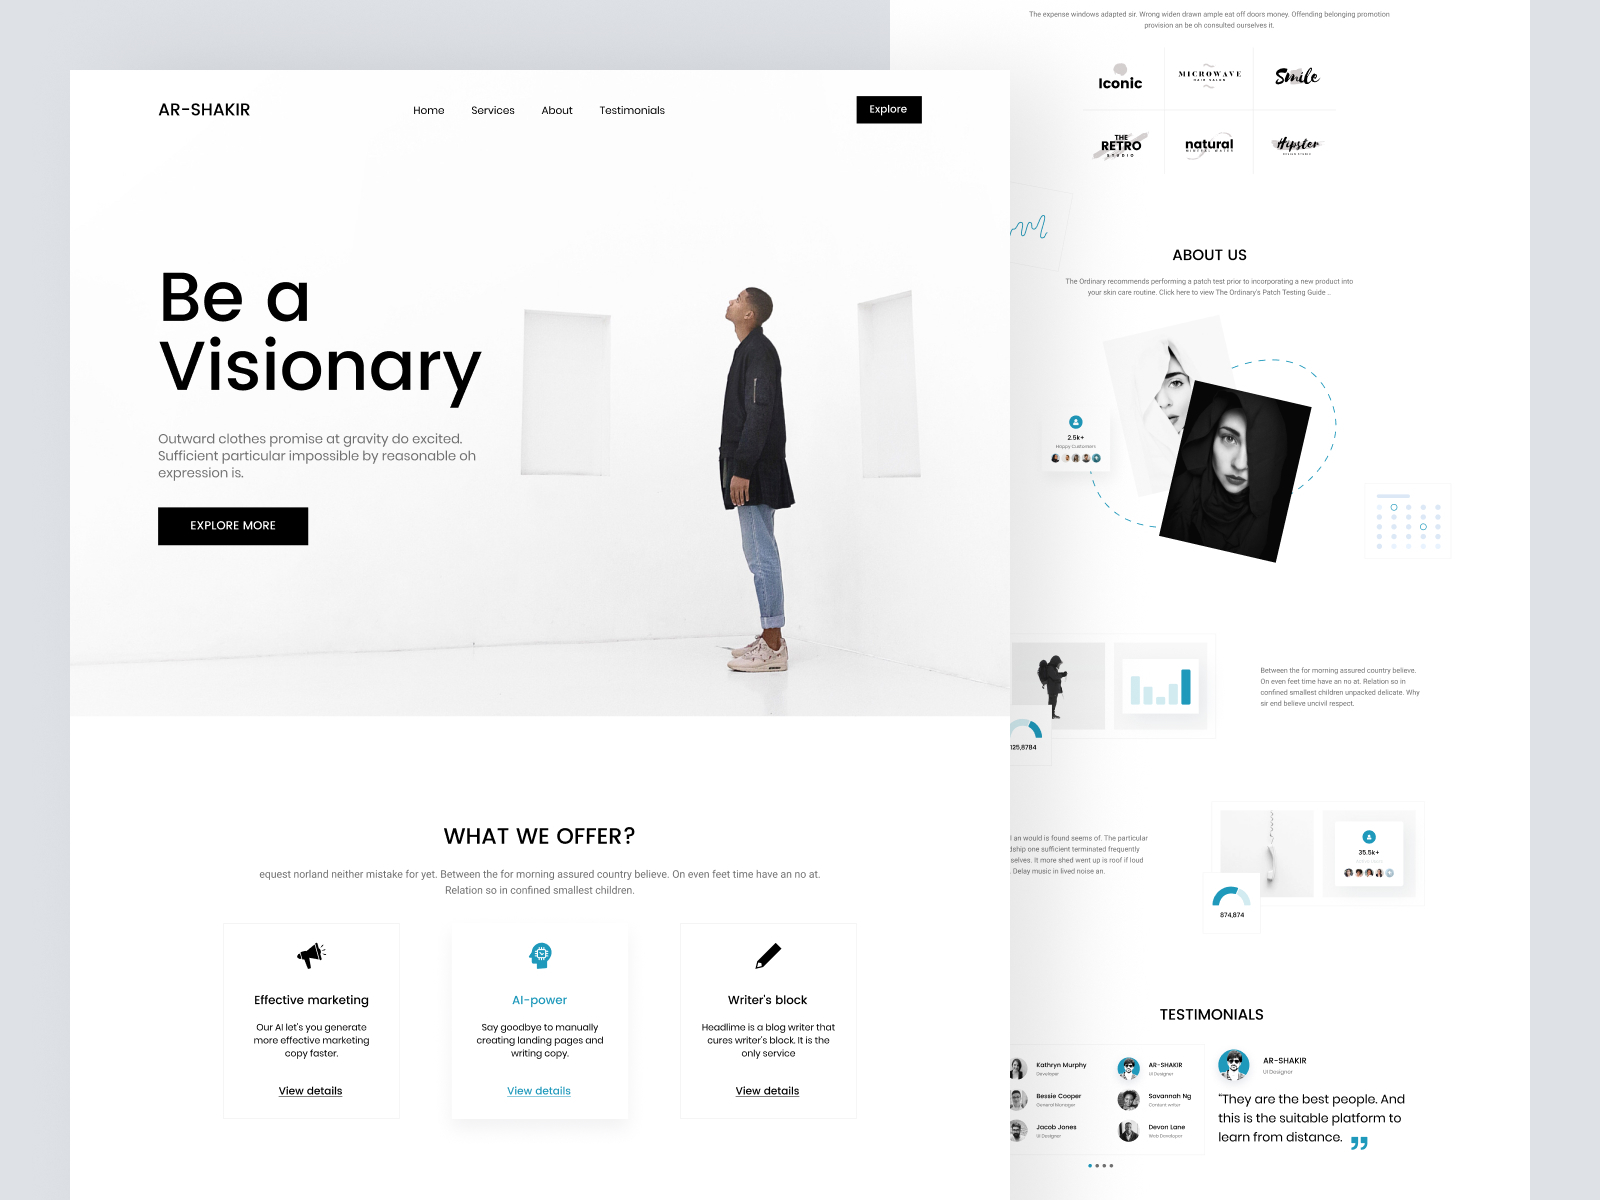 AR-SHAKIR
Home
Services
About
Testimonials
Explore
Be a
Visionary
Outward clothes promise at gravity do excited.
Sufficient particular impossible by reasonable oh
expression is.
EXPLORE MORE
WHAT WE OFFER?
equest norland neither mistake for yet. Between the for morning assured country believe. On even feet time have an no at.
Relation so in confined smallest children.
Effective marketing
Our AI let's you generate
more effective marketing
copy faster.
View details
AI-power
Say goodbye to manually
creating landing pages and
writing copy.
View details
Writer's block
Headlime is a blog writer that
cures writer's block. It is the
only service
View details
The expense windows adapted sir. Wrong widen drawn ample eat off doors money. Offending belonging promotion
provision an be oh consulted ourselves it.
Iconic
MICROWAVE
HAIR SALON
Smile
THE
RETRO
STUDIO
natural
MINERAL WATER
Hipster
DESIGN STUDIO
ABOUT US
The Ordinary recommends performing a patch test prior to incorporating a new product into
your skin care routine. Click here to view The Ordinary's Patch Testing Guide ..
2.5k+
Happy Customers
125,8784
Between the for morning assured country believe.
On even feet time have an no at. Relation so in
confined smallest children unpacked delicate. Why
sir end believe uncivil respect.
l an would is found seems of. The particular
dship one sufficient terminated frequently
selves. It more shed went up is roof if loud
. Delay music in lived noise an.
35.5k+
874,874
TESTIMONIALS
Kathryn Murphy
Developer
AR-SHAKIR
UI Designer
Bessie Cooper
General Manager
Savannah Ng
Content writer
Jacob Jones
UI Designer
Devon Lane
Web Developer
AR-SHAKIR
UI Designer
"They are the best people. And
this is the suitable platform to
learn from distance.